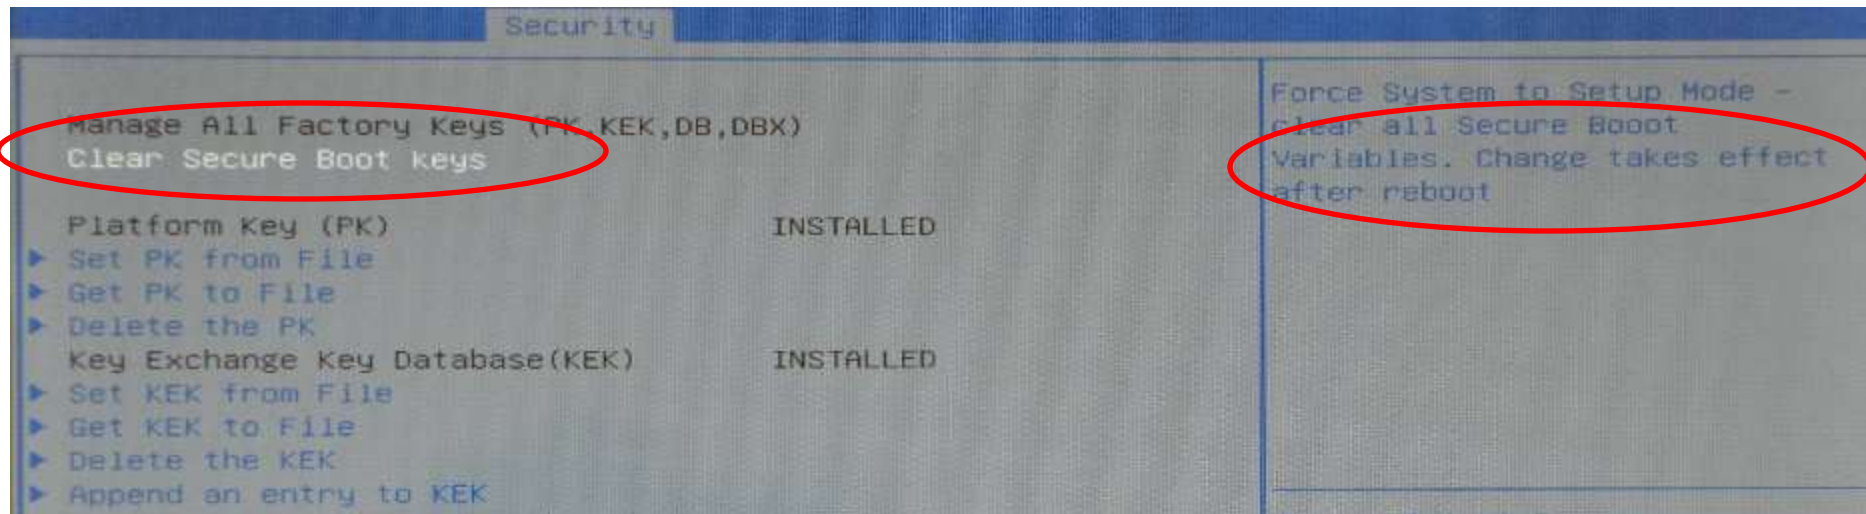 Security
Manage All Factory Keys (PK,KEK,DB,DBX)
Clear Secure Boot keys
Platform Key (PK) INSTALLED
Set PK from File
Get PK to File
Delete the PK
Key Exchange Key Database(KEK) INSTALLED
Set KEK from File
Get KEK to File
Delete the KEK
Append an entry to KEK
Force System to Setup Mode -
clear all Secure Booot
Variables. Change takes effect
after reboot